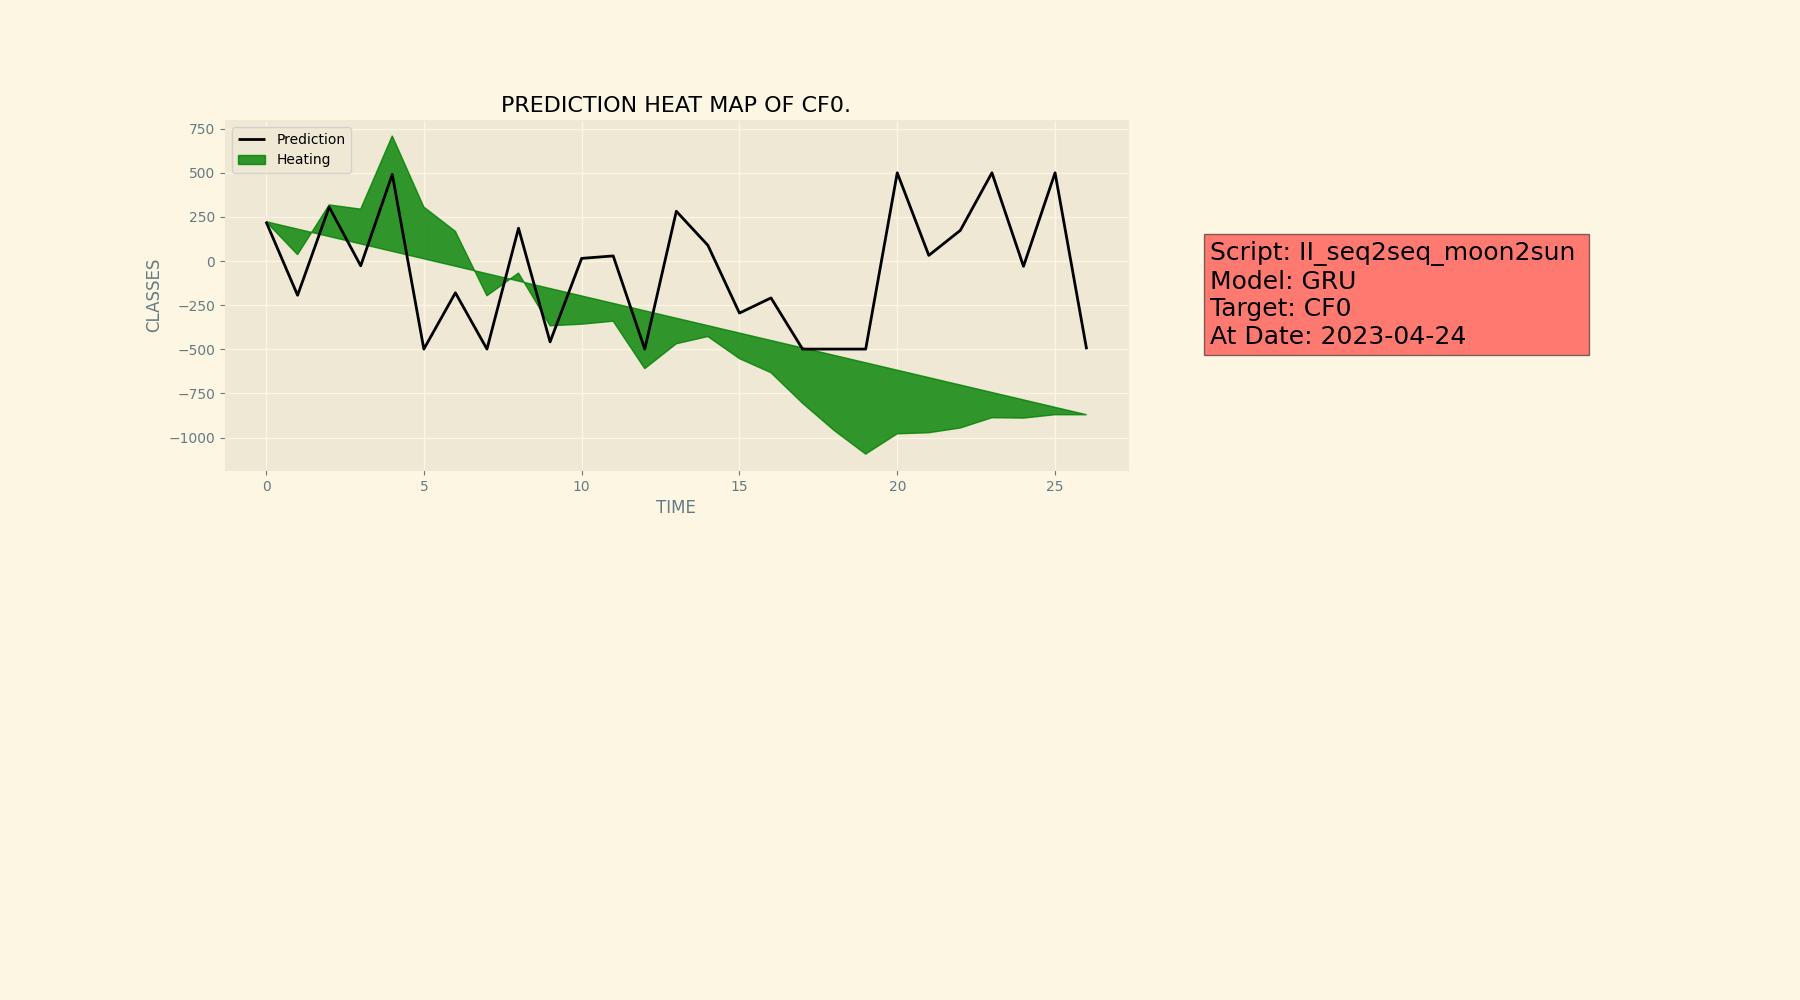 PREDICTION HEAT MAP OF CF0.
Prediction
Heating
750
500
250
0
−250
−500
−750
−1000
CLASSES
0 5 10 15 20 25
TIME
Script: II_seq2seq_moon2sun
Model: GRU
Target: CF0
At Date: 2023-04-24